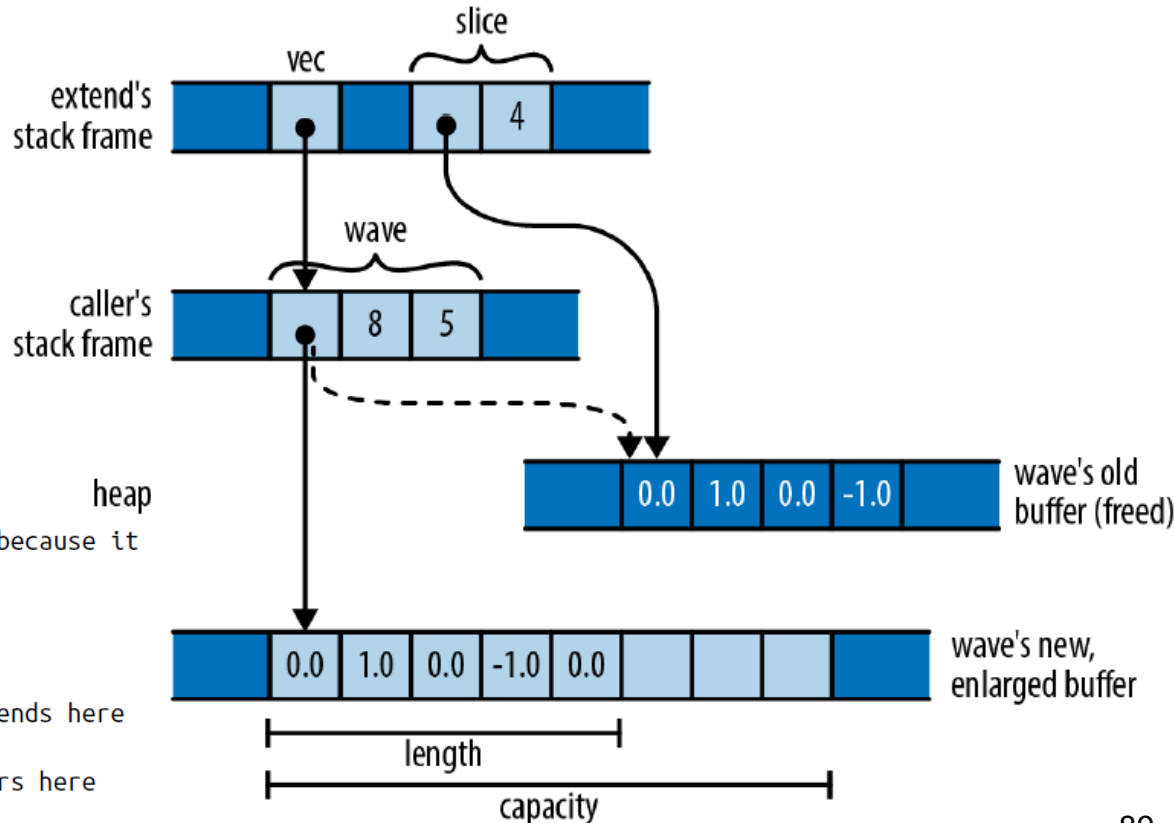 slice
vec
extend's
stack frame
4
wave
caller's
stack frame
8 5
heap
0.0 1.0 0.0 -1.0
wave's old
buffer (freed)
because it
0.0 1.0 0.0 -1.0 0.0
wave's new,
enlarged buffer
ends here
length
rs here
capacity